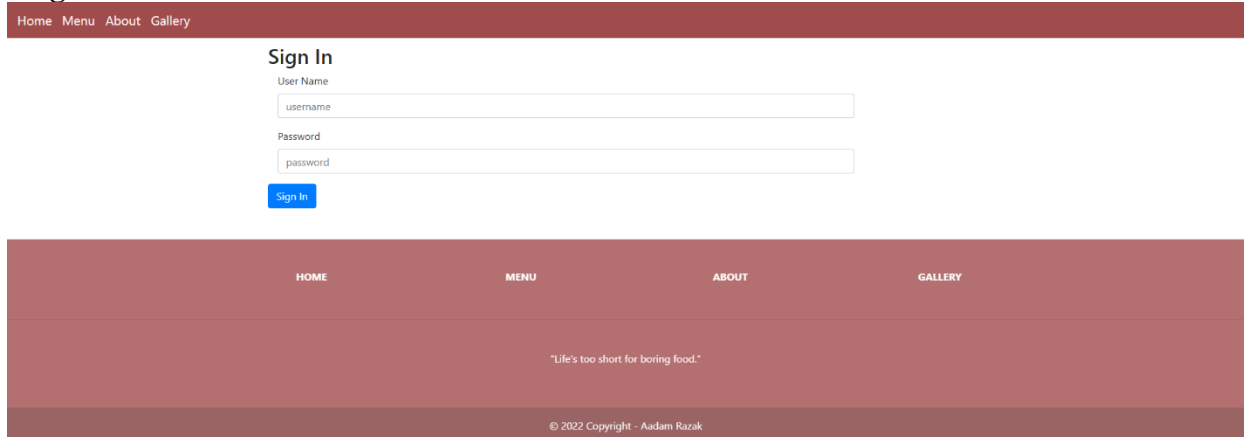 Home Menu About Gallery
Sign In
User Name
username
Password
password
Sign In
HOME MENU ABOUT GALLERY
"Life's too short for boring food."
© 2022 Copyright - Aadam Razak